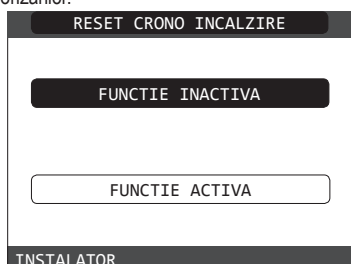 RESET CRONO INCALZIRE
FUNCTIE INACTIVA
FUNCTIE ACTIVA
INSTALATOR